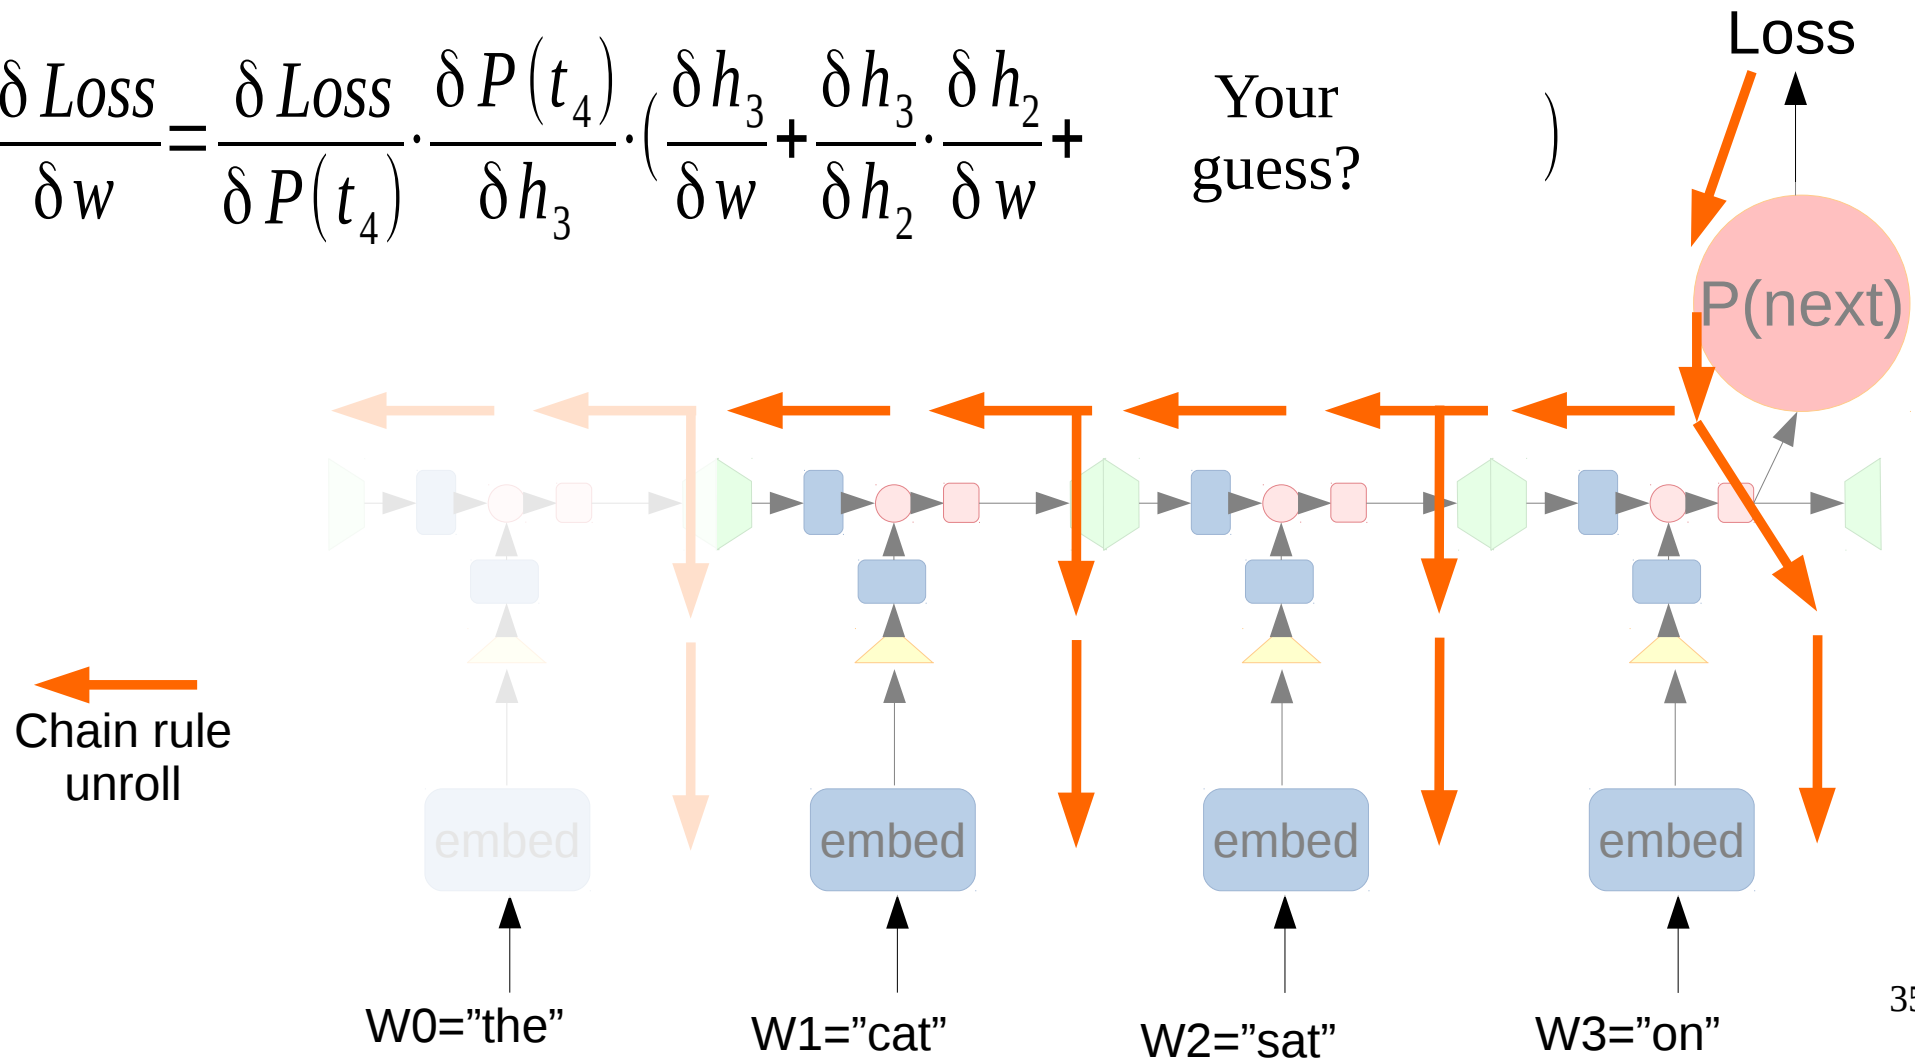 Loss
δ Loss / δ w = δ Loss / δ P(t₄) · δ P(t₄) / δ h₃ · ( δ h₃ / δ w + δ h₃ / δ h₂ · δ h₂ / δ w + Your guess? )
P(next)
Chain rule
unroll
embed embed embed embed
W0=”the” W1=”cat” W2=”sat” W3=”on”
35